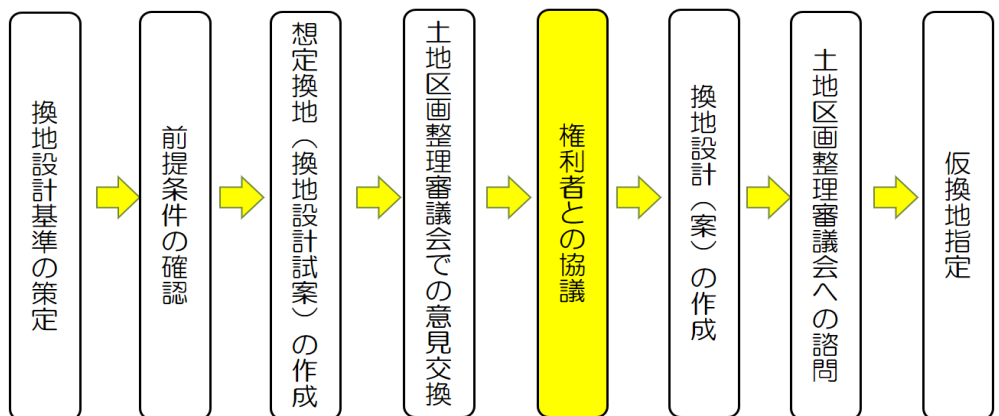 換地設計基準の策定
前提条件の確認
想定換地（換地設計試案）の作成
土地区画整理審議会での意見交換
権利者との協議
換地設計（案）の作成
土地区画整理審議会への諮問
仮換地指定